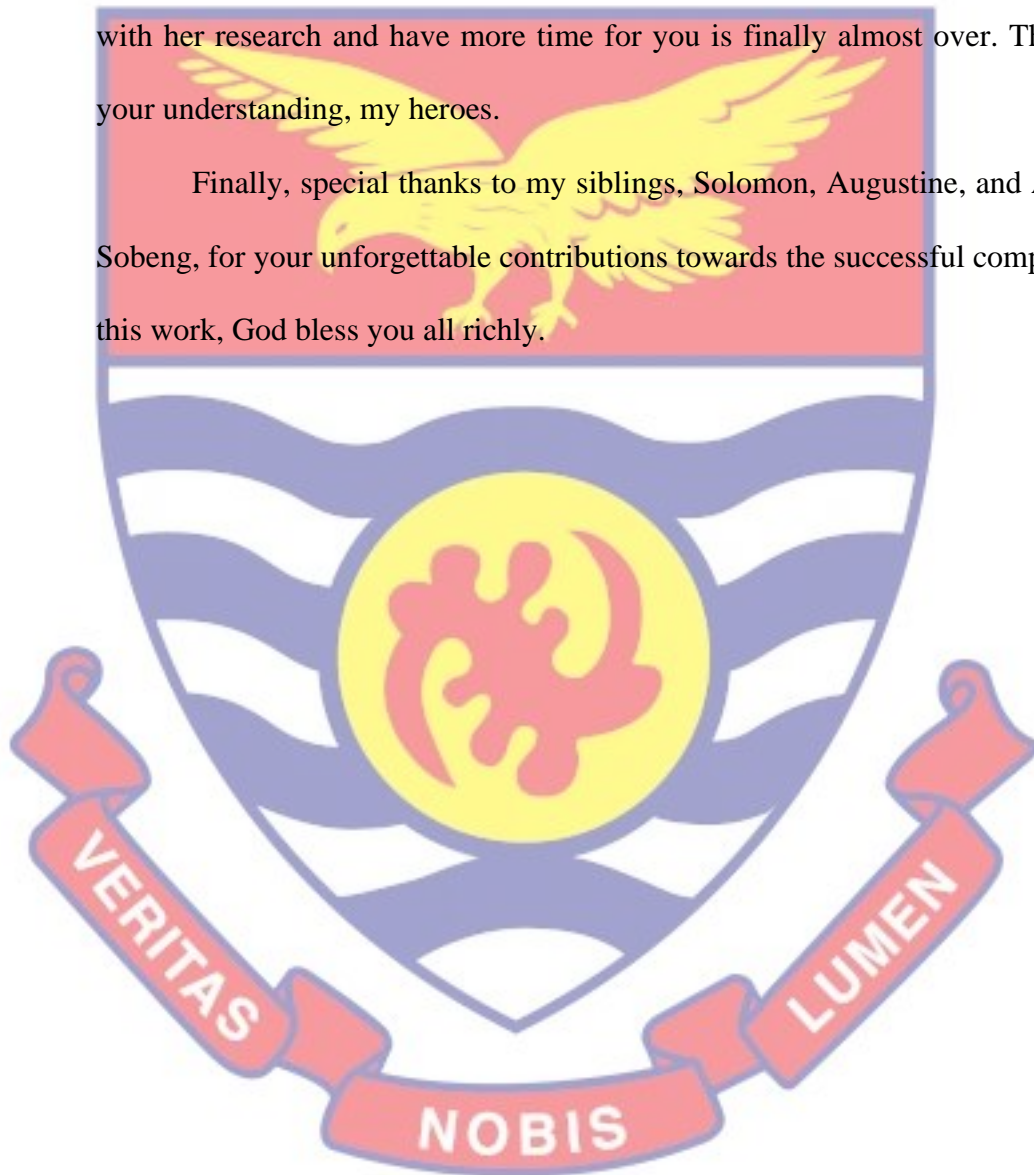 with her research and have more time for you is finally almost over.
your understanding, my heroes.
Finally, special thanks to my siblings, Solomon, Augustine, and
Sobeng, for your unforgettable contributions towards the successful
this work, God bless you all richly.
VERITAS
NOBIS
LUMEN